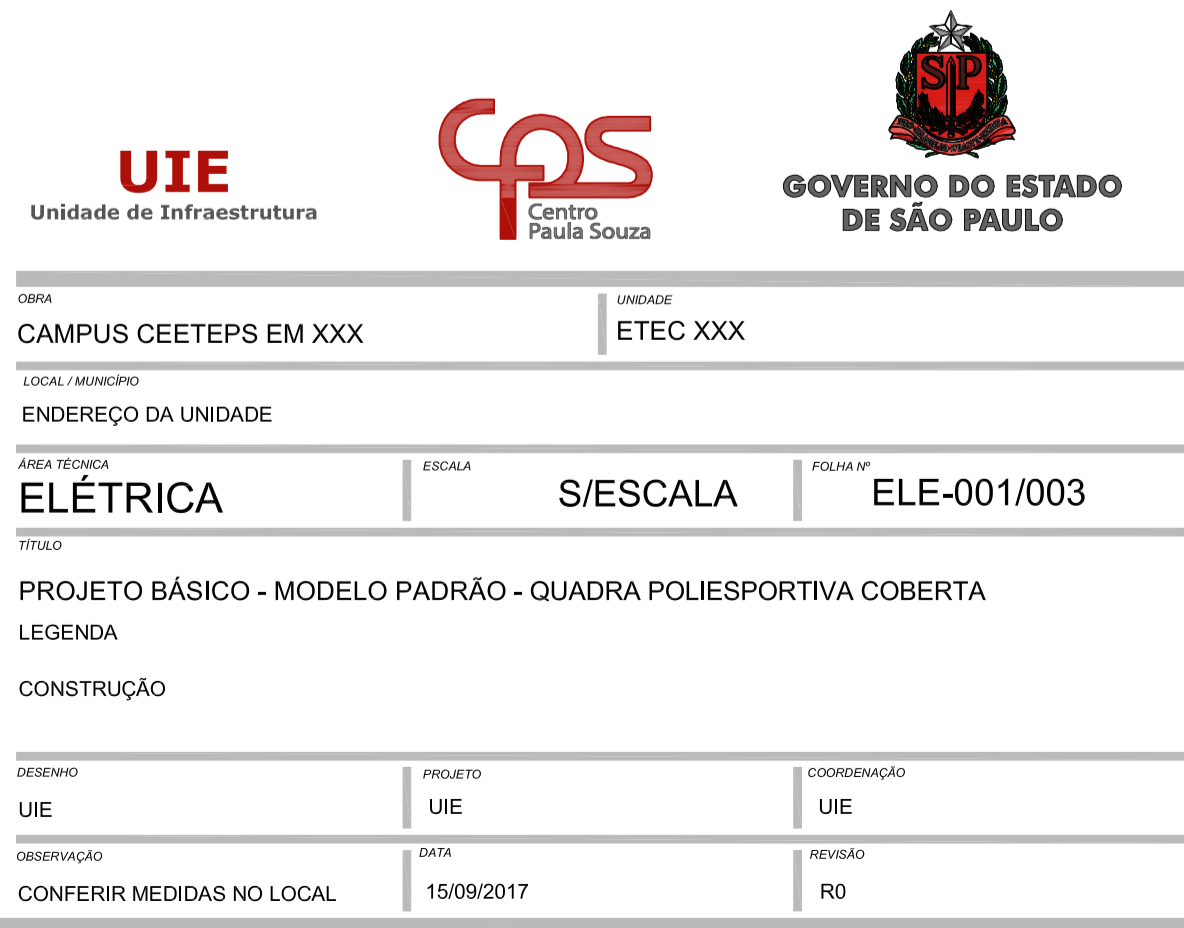 UIE
Unidade de Infraestrutura
CPS
Centro
Paula Souza
SP
GOVERNO DO ESTADO
DE SÃO PAULO
OBRA
CAMPUS CEETEPS EM XXX
UNIDADE
ETEC XXX
LOCAL / MUNICÍPIO
ENDEREÇO DA UNIDADE
ÁREA TÉCNICA
ELÉTRICA
ESCALA
S/ESCALA
FOLHA Nº
ELE-001/003
TÍTULO
PROJETO BÁSICO - MODELO PADRÃO - QUADRA POLIESPORTIVA COBERTA
LEGENDA
CONSTRUÇÃO
DESENHO
UIE
PROJETO
UIE
COORDENAÇÃO
UIE
OBSERVAÇÃO
CONFERIR MEDIDAS NO LOCAL
DATA
15/09/2017
REVISÃO
R0